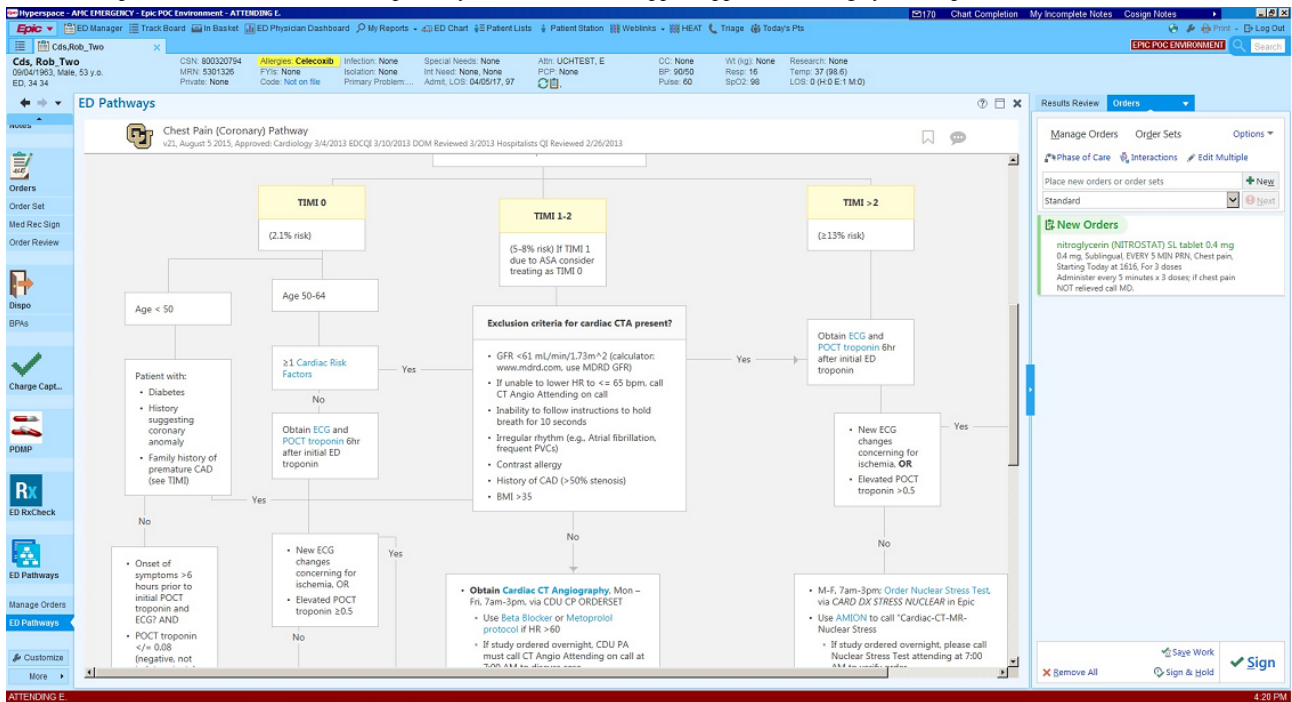 Hyperspace - AMC EMERGENCY - Epic POC Environment - ATTENDING E.
170 Chart Completion My Incomplete Notes Cosign Notes
Epic ED Manager Track Board In Basket ED Physician Dashboard My Reports ED Chart Patient Lists Patient Station Weblinks HEAT Triage Today's Pts Print Log Out
Cds,Rob_Two
EPIC POC ENVIRONMENT Search
Cds, Rob_Two
09/04/1963, Male, 53 y.o.
ED, 34 34
CSN: 800320794
MRN: 5301326
Private: None
Allergies: Celecoxib
FYIs: None
Code: Not on file
Infection: None
Isolation: None
Primary Problem:...
Special Needs: None
Int Need: None, None
Admit, LOS: 04/05/17, 97
Attn: UCHTEST, E
PCP: None
CC: None
BP: 90/50
Pulse: 60
Wt (kg): None
Resp: 16
SpO2: 98
Research: None
Temp: 37 (98.6)
LOS: 0 (H:0 E:1 M:0)
Notes
Orders
Order Set
Med Rec Sign
Order Review
Dispo
BPAs
Charge Capt...
PDMP
Rx
ED RxCheck
ED Pathways
Manage Orders
ED Pathways
Customize
More
ED Pathways
Chest Pain (Coronary) Pathway
v21, August 5 2015, Approved: Cardiology 3/4/2013 EDCQI 3/10/2013 DOM Reviewed 3/2013 Hospitalists QI Reviewed 2/26/2013
TIMI 0
(2.1% risk)
TIMI 1-2
(5-8% risk) If TIMI 1
due to ASA consider
treating as TIMI 0
TIMI >2
(≥13% risk)
Age < 50
Age 50-64
Patient with:
• Diabetes
• History
suggesting
coronary
anomaly
• Family history of
premature CAD
(see TIMI)
≥1 Cardiac Risk
Factors
Yes
No
Obtain ECG and
POCT troponin 6hr
after initial ED
troponin
Exclusion criteria for cardiac CTA present?
• GFR <61 mL/min/1.73m^2 (calculator:
www.mdrd.com, use MDRD GFR)
• If unable to lower HR to <= 65 bpm, call
CT Angio Attending on call
• Inability to follow instructions to hold
breath for 10 seconds
• Irregular rhythm (e.g., Atrial fibrillation,
frequent PVCs)
• Contrast allergy
• History of CAD (>50% stenosis)
• BMI >35
Yes
Obtain ECG and
POCT troponin 6hr
after initial ED
troponin
• New ECG
changes
concerning for
ischemia, OR
• Elevated POCT
troponin >0.5
Yes
Yes
No
No
No
• Onset of
symptoms >6
hours prior to
initial POCT
troponin and
ECG? AND
• POCT troponin
</= 0.08
(negative, not
• New ECG
changes
concerning for
ischemia, OR
• Elevated POCT
troponin ≥0.5
Yes
No
• Obtain Cardiac CT Angiography, Mon –
Fri, 7am-3pm, via CDU CP ORDERSET
• Use Beta Blocker or Metoprolol
protocol if HR >60
• If study ordered overnight, CDU PA
must call CT Angio Attending on call at
7:00 AM to discuss case
• M-F, 7am-3pm: Order Nuclear Stress Test,
via CARD DX STRESS NUCLEAR in Epic
• Use AMION to call "Cardiac-CT-MR-
Nuclear Stress
• If study ordered overnight, please call
Nuclear Stress Test attending at 7:00
AM to verify order
Results Review Orders
Manage Orders Order Sets Options
Phase of Care Interactions Edit Multiple
Place new orders or order sets New
Standard Next
New Orders
nitroglycerin (NITROSTAT) SL tablet 0.4 mg
0.4 mg, Sublingual, EVERY 5 MIN PRN, Chest pain,
Starting Today at 1616, For 3 doses
Administer every 5 minutes x 3 doses; if chest pain
NOT relieved call MD.
Save Work
Remove All Sign & Hold Sign
ATTENDING E. 4:20 PM